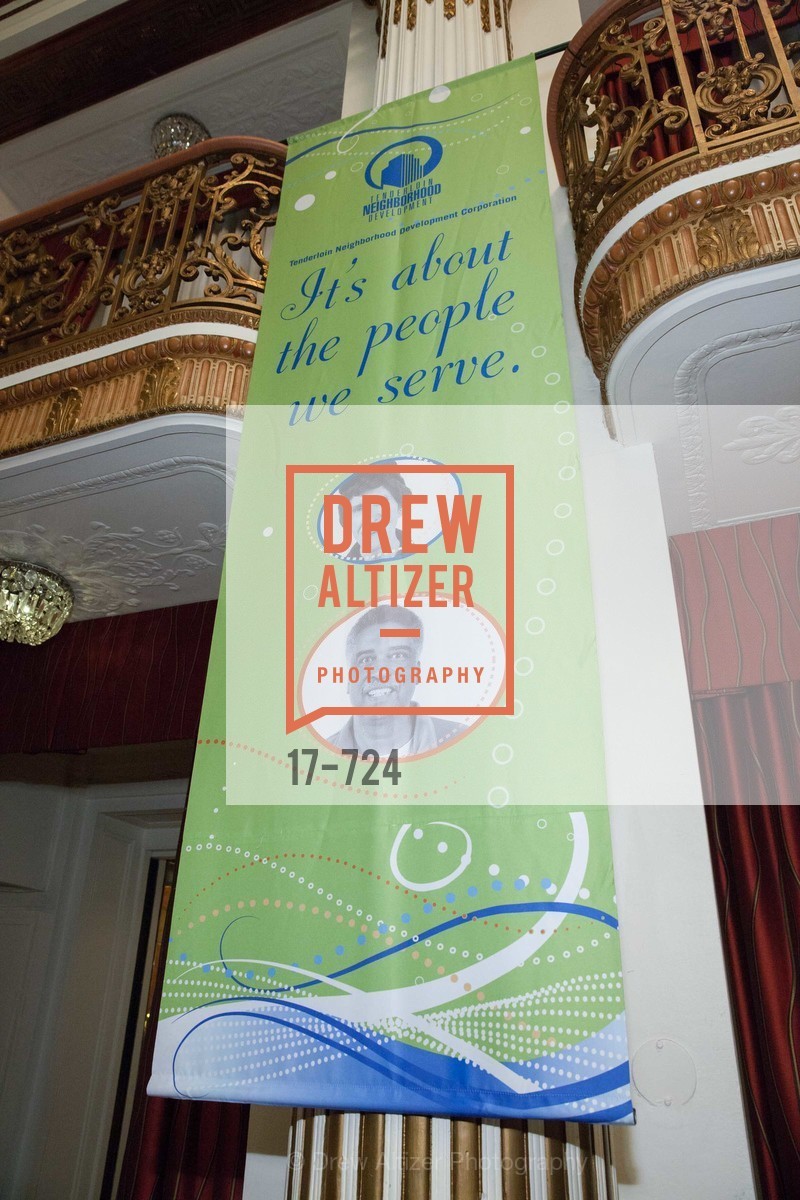 TENDERLOIN
NEIGHBORHOOD
DEVELOPMENT
Tenderloin Neighborhood Development Corporation
It's about
the people
we serve.
DREW
ALTIZER
PHOTOGRAPHY
17-724
© Drew Altizer Photography